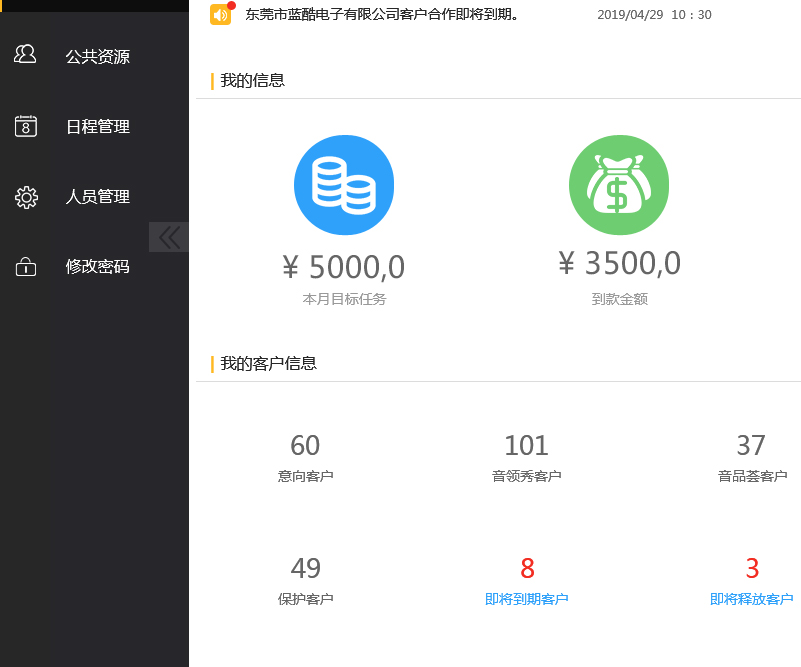 公共资源
8
日程管理
人员管理
修改密码
东莞市蓝酷电子有限公司客户合作即将到期。
2019/04/29 10：30
我的信息
¥ 5000,0
本月目标任务
$
¥ 3500,0
到款金额
我的客户信息
60
意向客户
101
音领秀客户
37
音品荟客户
49
保护客户
8
即将到期客户
3
即将释放客户